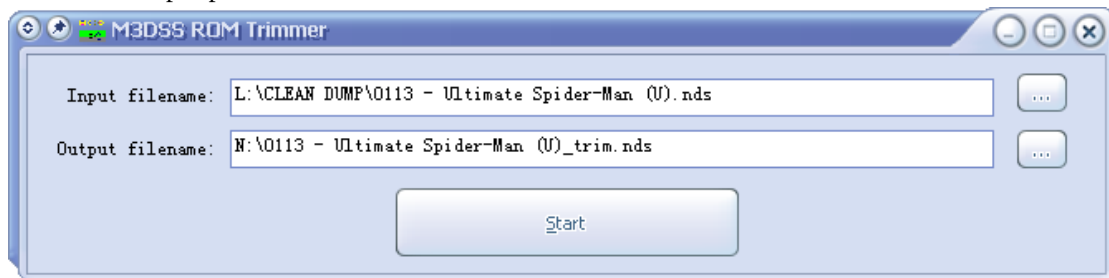 M3DSS ROM Trimmer
Input filename: L:\CLEAN DUMP\0113 - Ultimate Spider-Man (U).nds ...
Output filename: N:\0113 - Ultimate Spider-Man (U)_trim.nds ...
Start